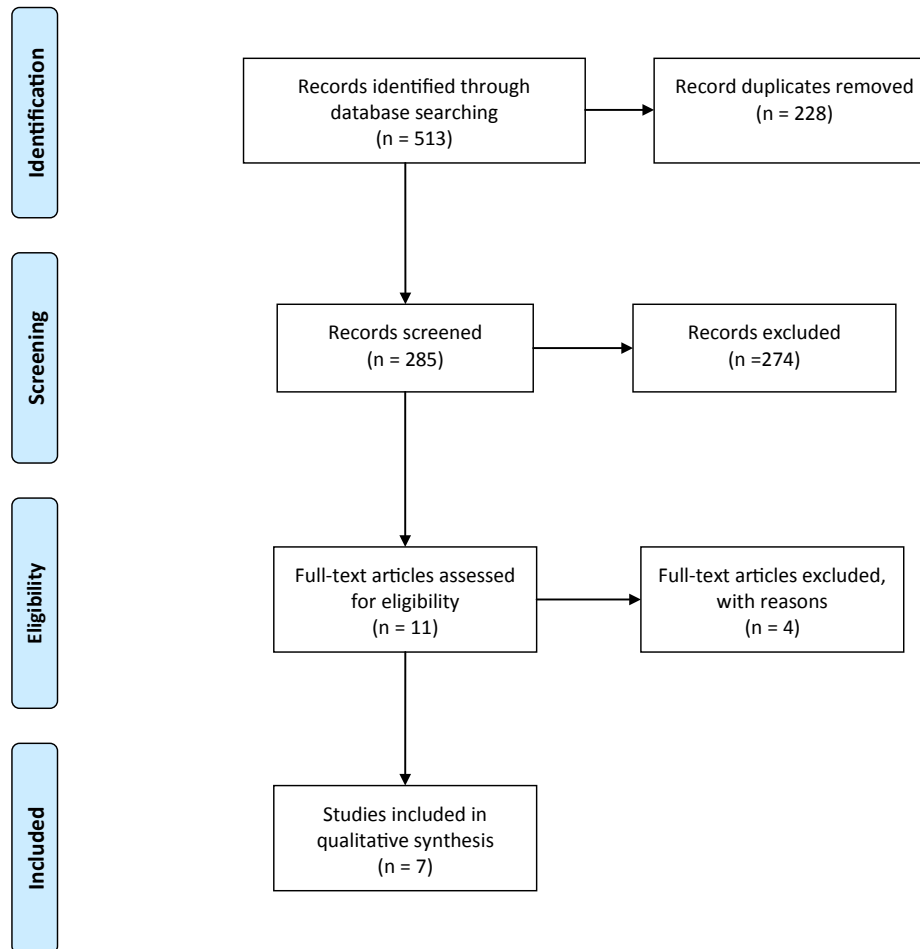 Identification
Records identified through
database searching
(n = 513)
Record duplicates removed
(n = 228)
Screening
Records screened
(n = 285)
Records excluded
(n =274)
Eligibility
Full-text articles assessed
for eligibility
(n = 11)
Full-text articles excluded,
with reasons
(n = 4)
Included
Studies included in
qualitative synthesis
(n = 7)